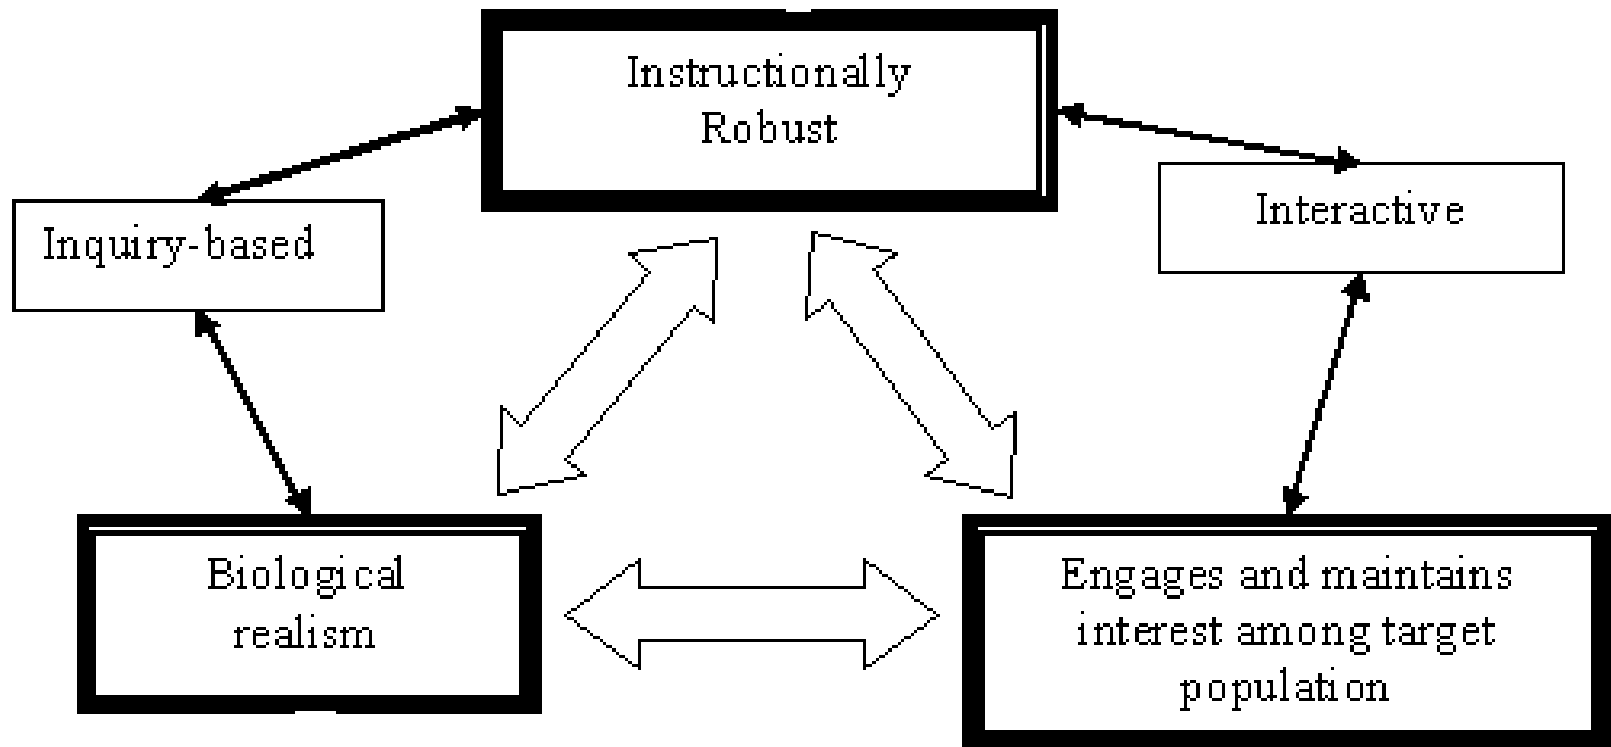 Instructionally
Robust
Inquiry-based
Interactive
Biological
realism
Engages and maintains
interest among target
population